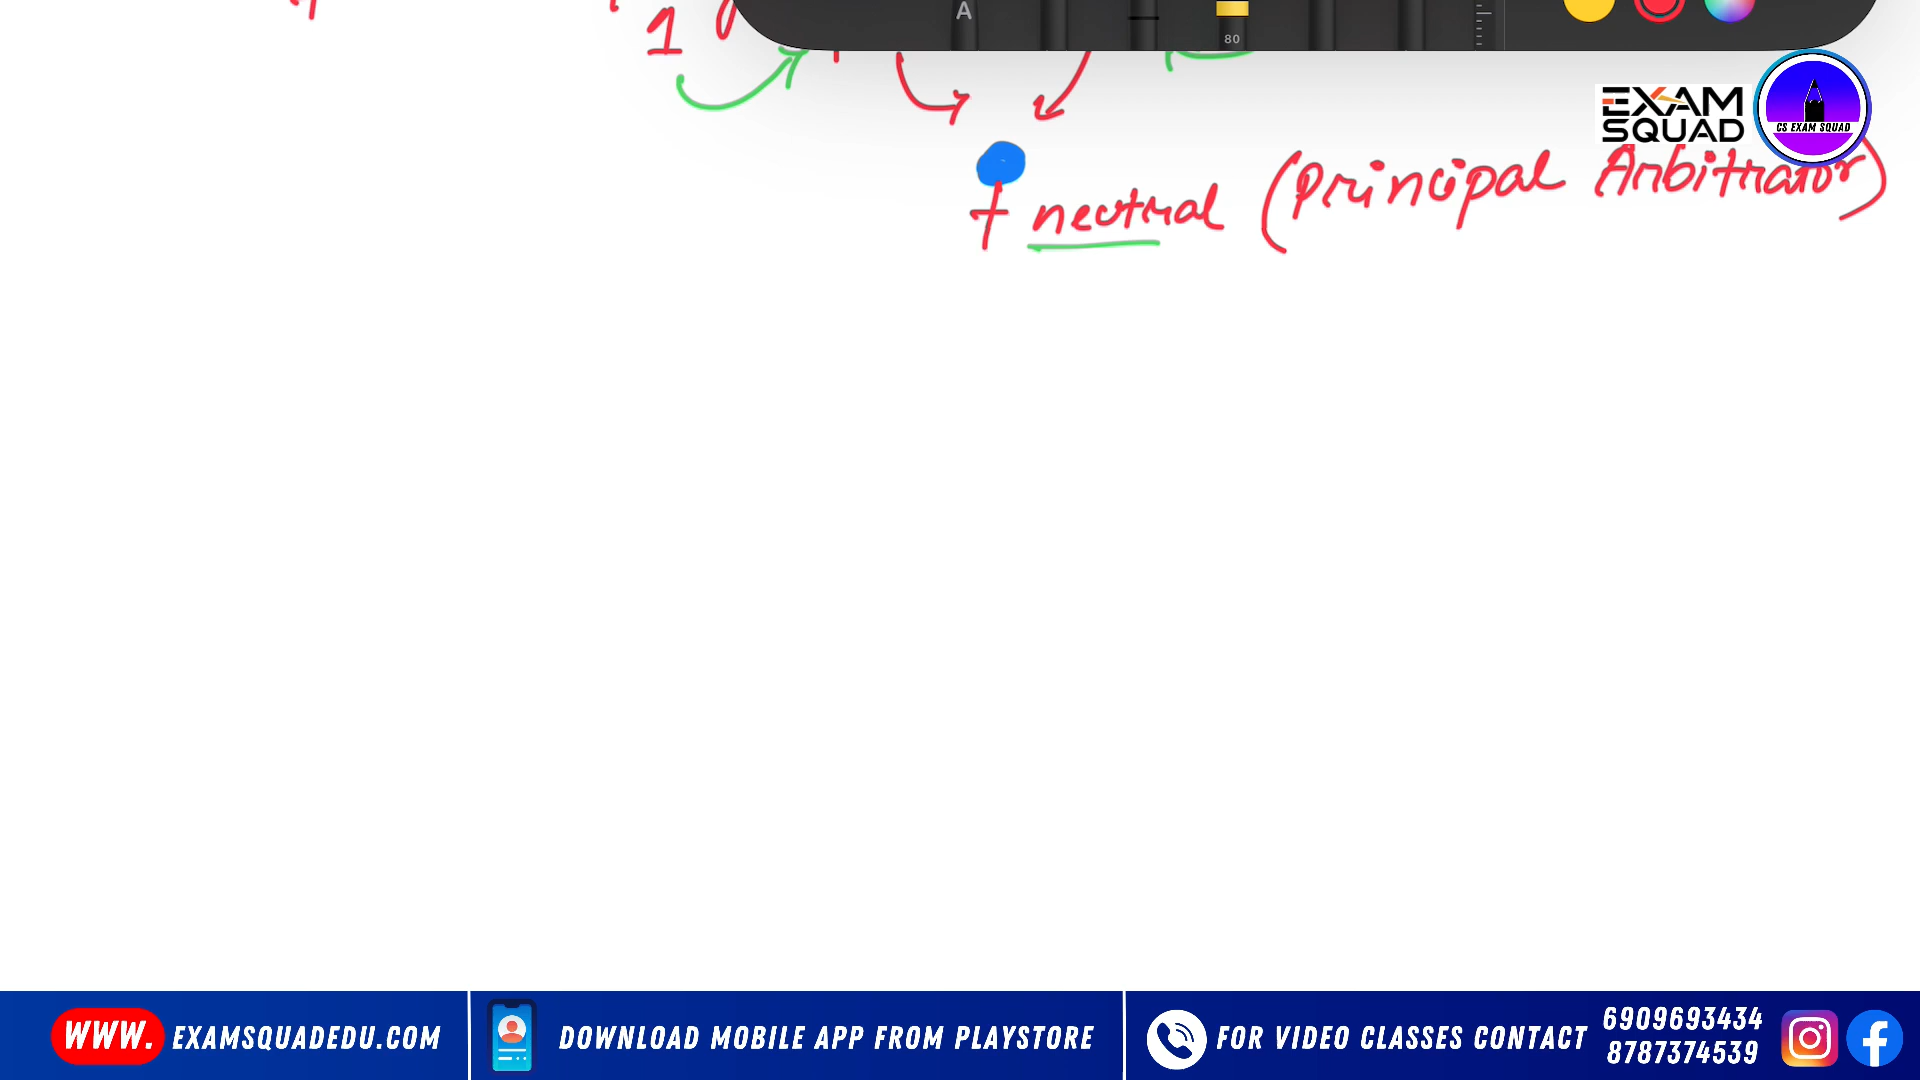 1
A
80
EXAM
SQUAD
CS EXAM SQUAD
neutral (Principal Arbitrator)
WWW. EXAMSQUADEDU.COM
DOWNLOAD MOBILE APP FROM PLAYSTORE
FOR VIDEO CLASSES CONTACT
6909693434
8787374539